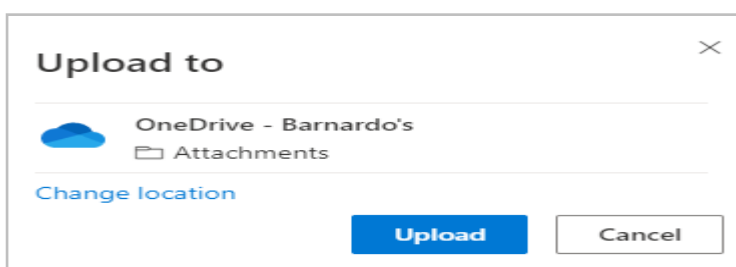 Upload to
OneDrive - Barnardo's
Attachments
Change location
Upload
Cancel